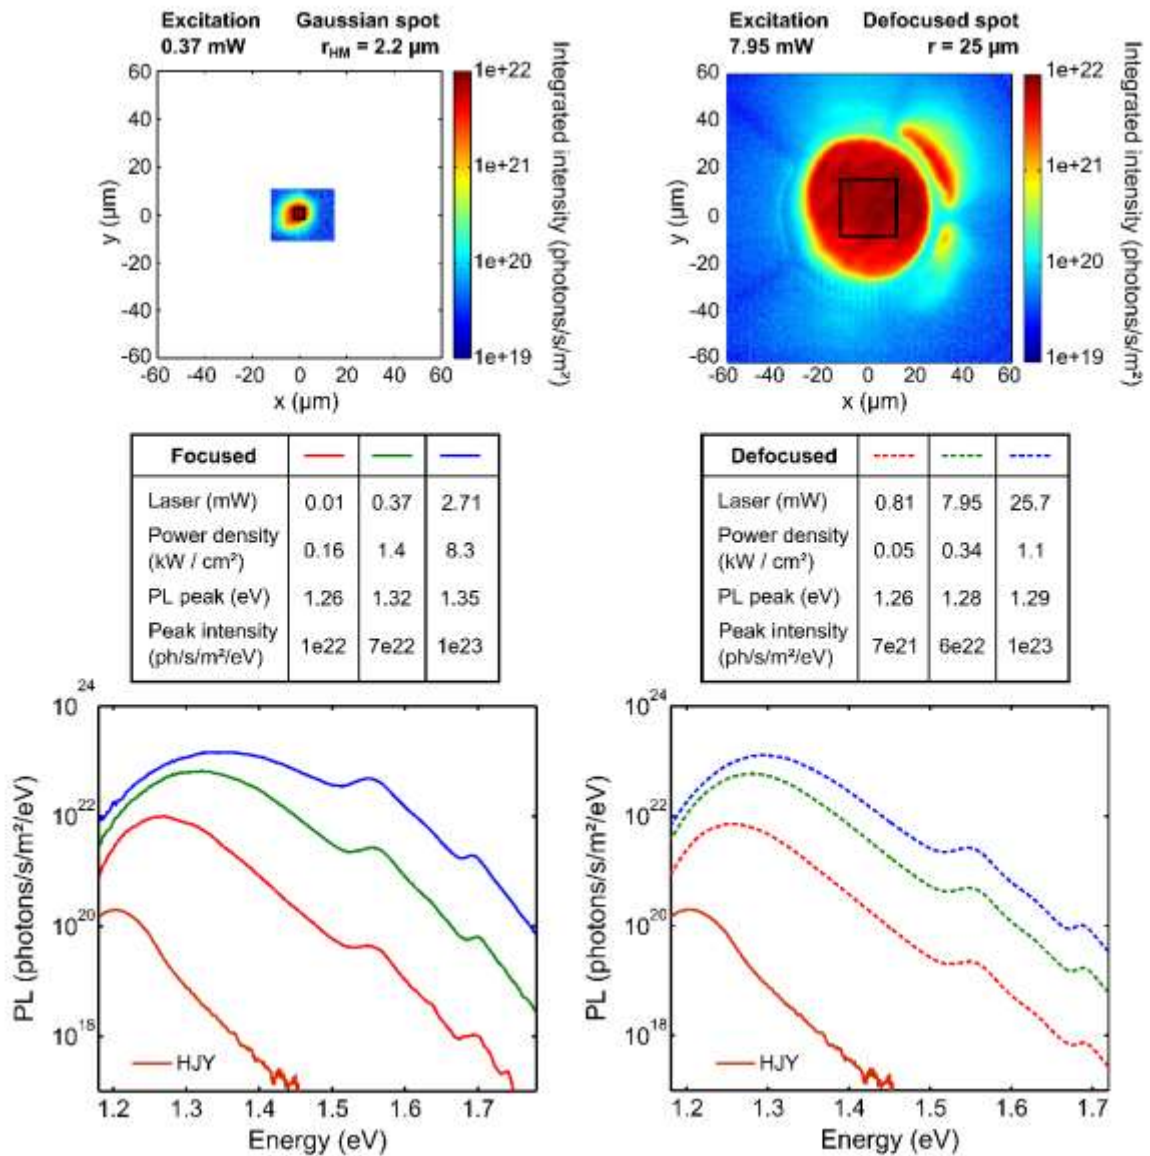 Excitation Gaussian spot
0.37 mW r_HM = 2.2 µm
60
40
20
0
-20
-40
-60
y (µm)
-60 -40 -20 0 20 40 60
x (µm)
1e+22
1e+21
1e+20
1e+19
Integrated intensity (photons/s/m²)
Excitation Defocused spot
7.95 mW r = 25 µm
60
40
20
0
-20
-40
-60
y (µm)
-60 -40 -20 0 20 40 60
x (µm)
1e+22
1e+21
1e+20
1e+19
Integrated intensity (photons/s/m²)
Focused
Laser (mW) 0.01 0.37 2.71
Power density
(kW / cm²) 0.16 1.4 8.3
PL peak (eV) 1.26 1.32 1.35
Peak intensity
(ph/s/m²/eV) 1e22 7e22 1e23
Defocused
Laser (mW) 0.81 7.95 25.7
Power density
(kW / cm²) 0.05 0.34 1.1
PL peak (eV) 1.26 1.28 1.29
Peak intensity
(ph/s/m²/eV) 7e21 6e22 1e23
10^24
10^22
10^20
10^18
PL (photons/s/m²/eV)
HJY
1.2 1.3 1.4 1.5 1.6 1.7
Energy (eV)
10^24
10^22
10^20
10^18
PL (photons/s/m²/eV)
HJY
1.2 1.3 1.4 1.5 1.6 1.7
Energy (eV)